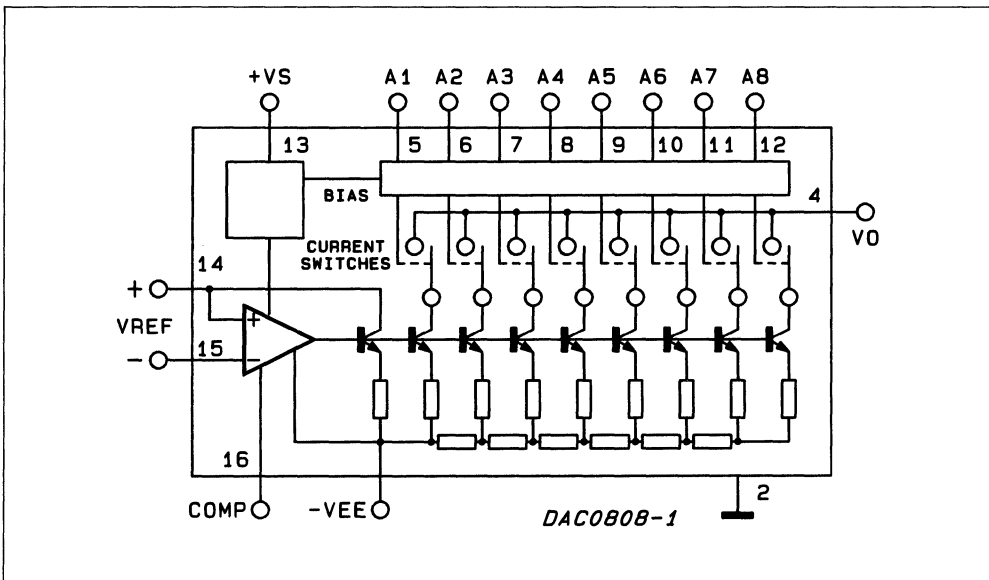 +VS A1 A2 A3 A4 A5 A6 A7 A8
13 5 6 7 8 9 10 11 12
BIAS
4
VO
CURRENT
SWITCHES
14
+
VREF
-
15
+
-
16
COMP
-VEE
2
DAC0808-1